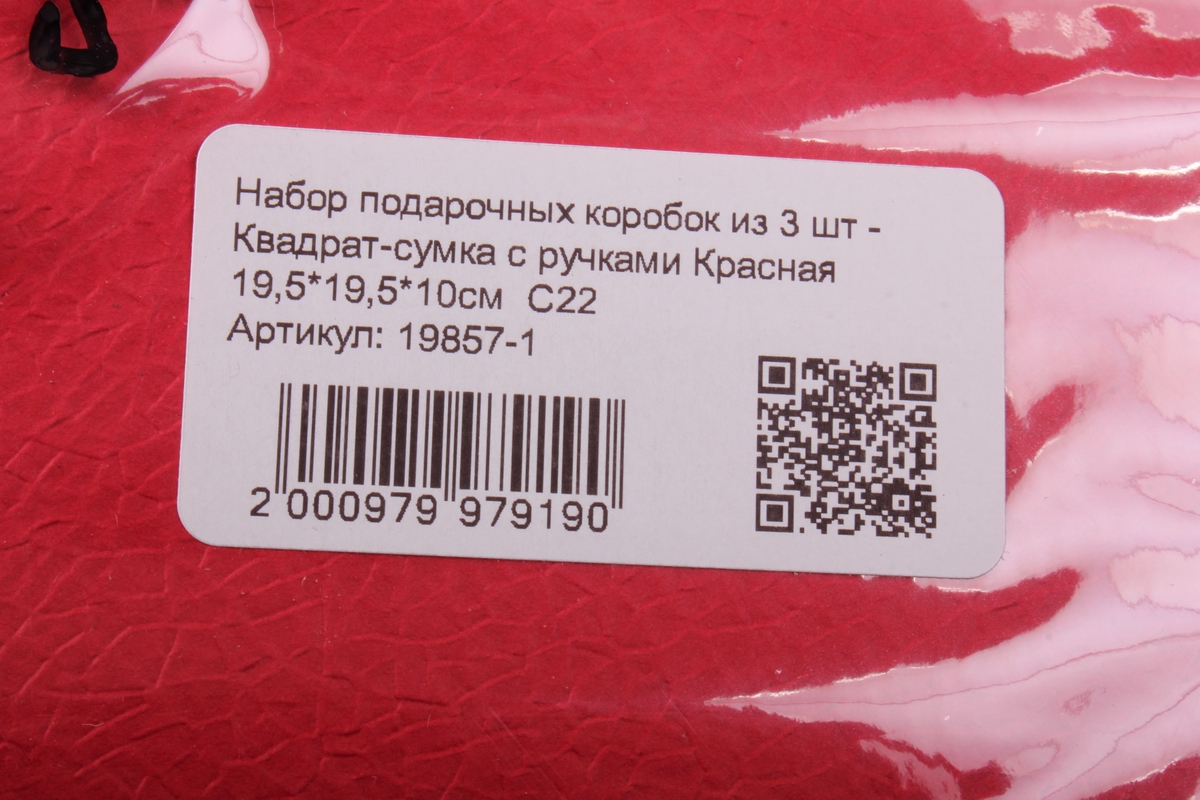 Набор подарочных коробок из 3 шт -
Квадрат-сумка с ручками Красная
19,5*19,5*10см  С22
Артикул: 19857-1
2 000979 979190